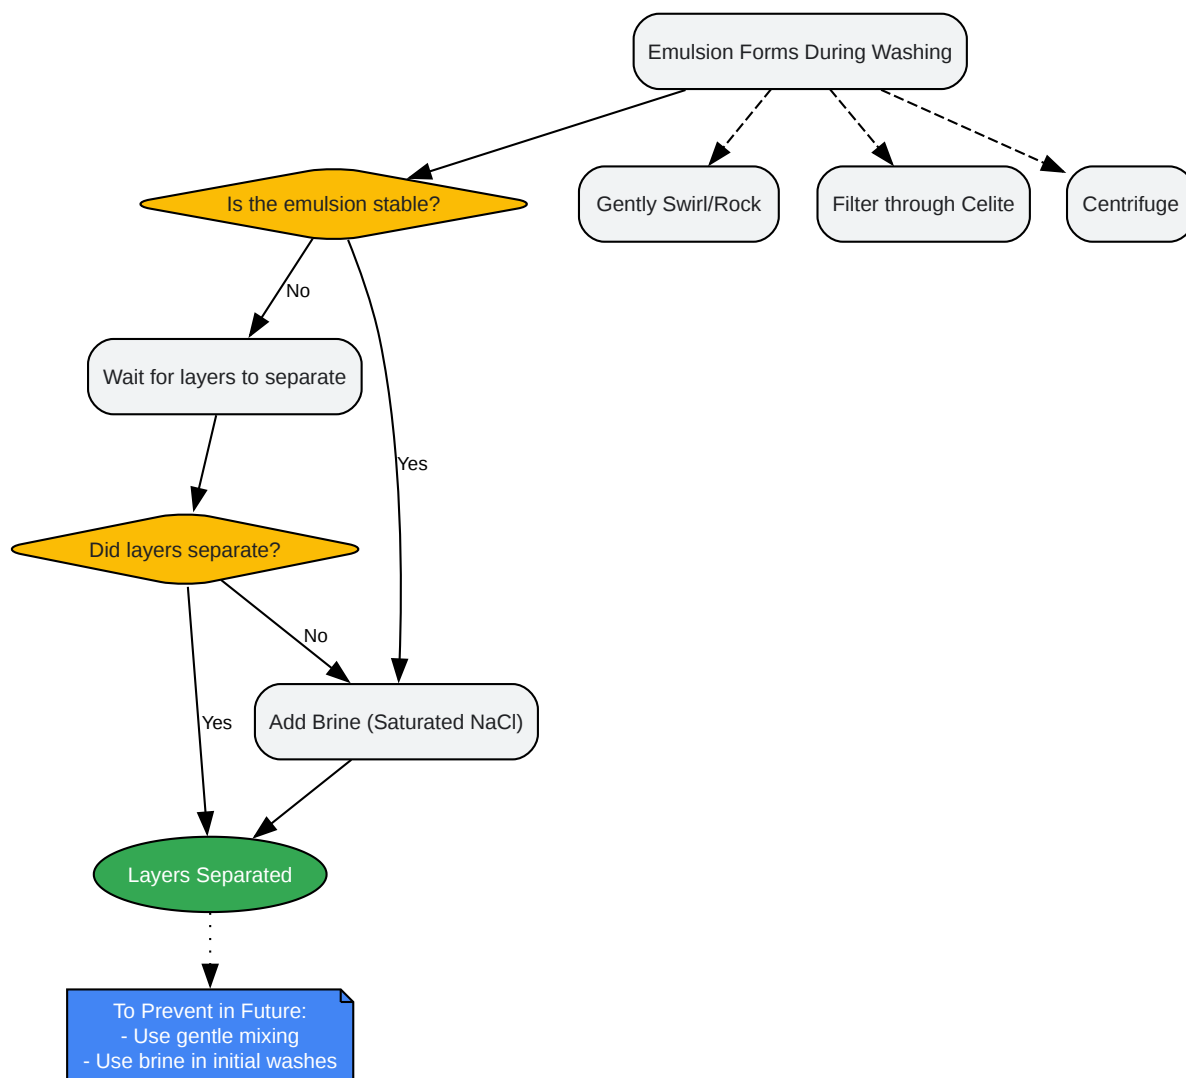 Emulsion Forms During Washing
Is the emulsion stable?
Gently Swirl/Rock
Filter through Celite
Centrifuge
No
Wait for layers to separate
Yes
Did layers separate?
No
Add Brine (Saturated NaCl)
Yes
Layers Separated
To Prevent in Future:
- Use gentle mixing
- Use brine in initial washes